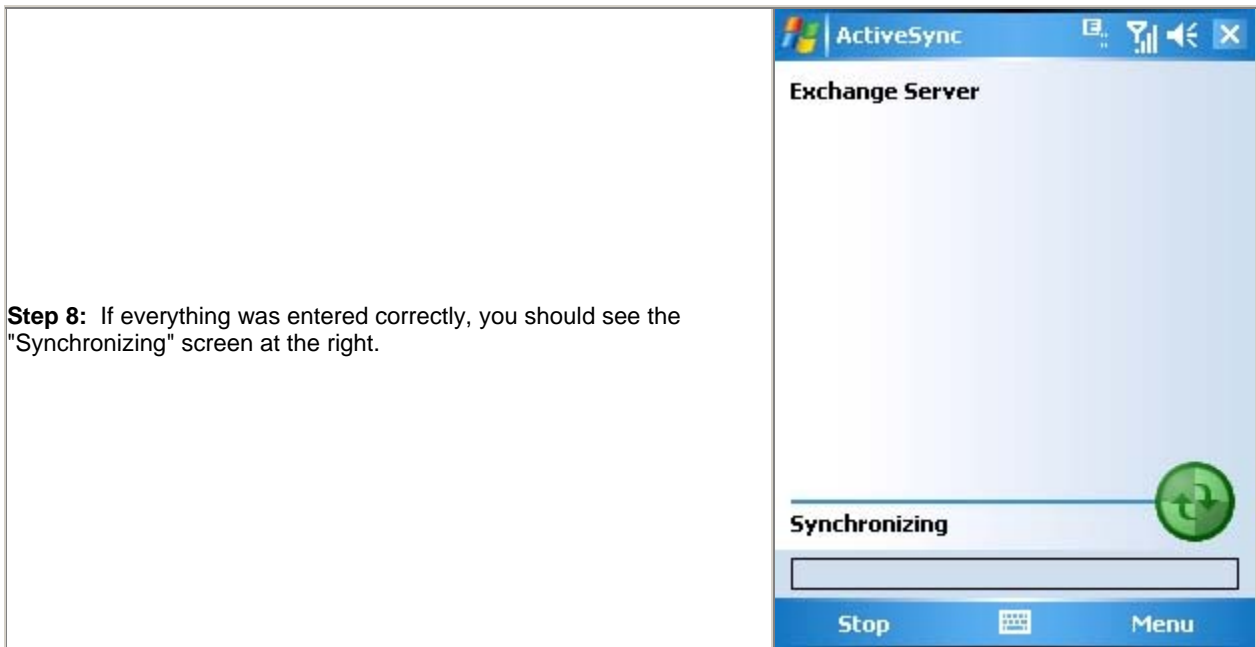 Step 8: If everything was entered correctly, you should see the
"Synchronizing" screen at the right.
ActiveSync
E
Exchange Server
Synchronizing
Stop
Menu